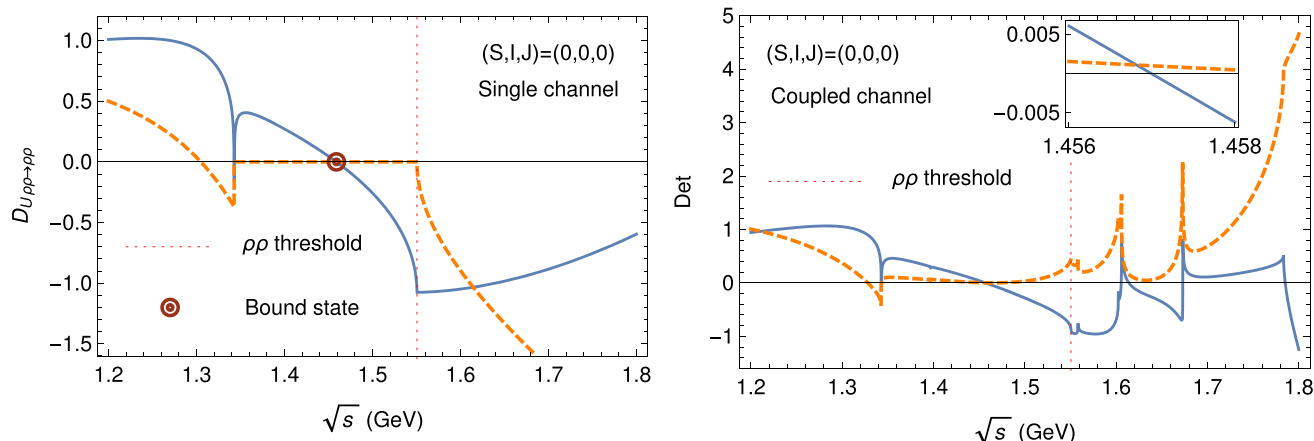 (S,I,J)=(0,0,0)
Single channel
ρρ threshold
Bound state
D_{Uρρ→ρρ}
1.0
0.5
0.0
−0.5
−1.0
−1.5
1.2 1.3 1.4 1.5 1.6 1.7 1.8
√s (GeV)
(S,I,J)=(0,0,0)
Coupled channel
ρρ threshold
Det
5
4
3
2
1
0
−1
0.005
−0.005
1.456 1.458
1.2 1.3 1.4 1.5 1.6 1.7 1.8
√s (GeV)